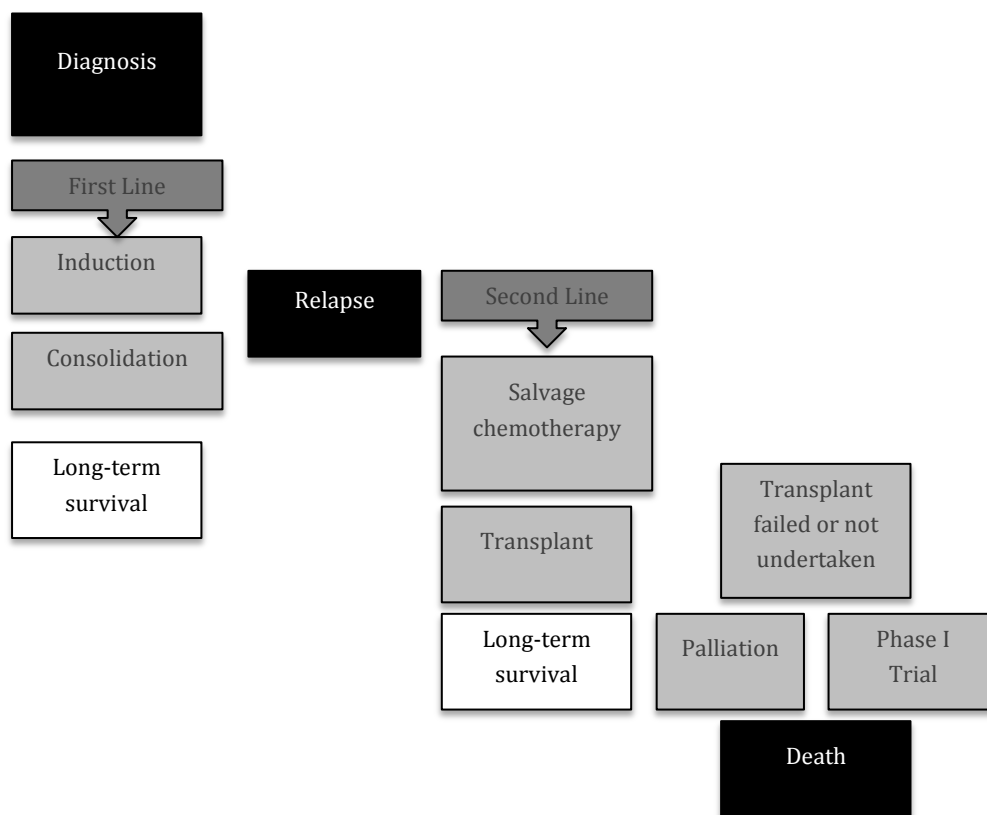 Diagnosis
First Line
Induction
Consolidation
Long-term
survival
Relapse
Second Line
Salvage
chemotherapy
Transplant
Long-term
survival
Transplant
failed or not
undertaken
Palliation
Phase I
Trial
Death